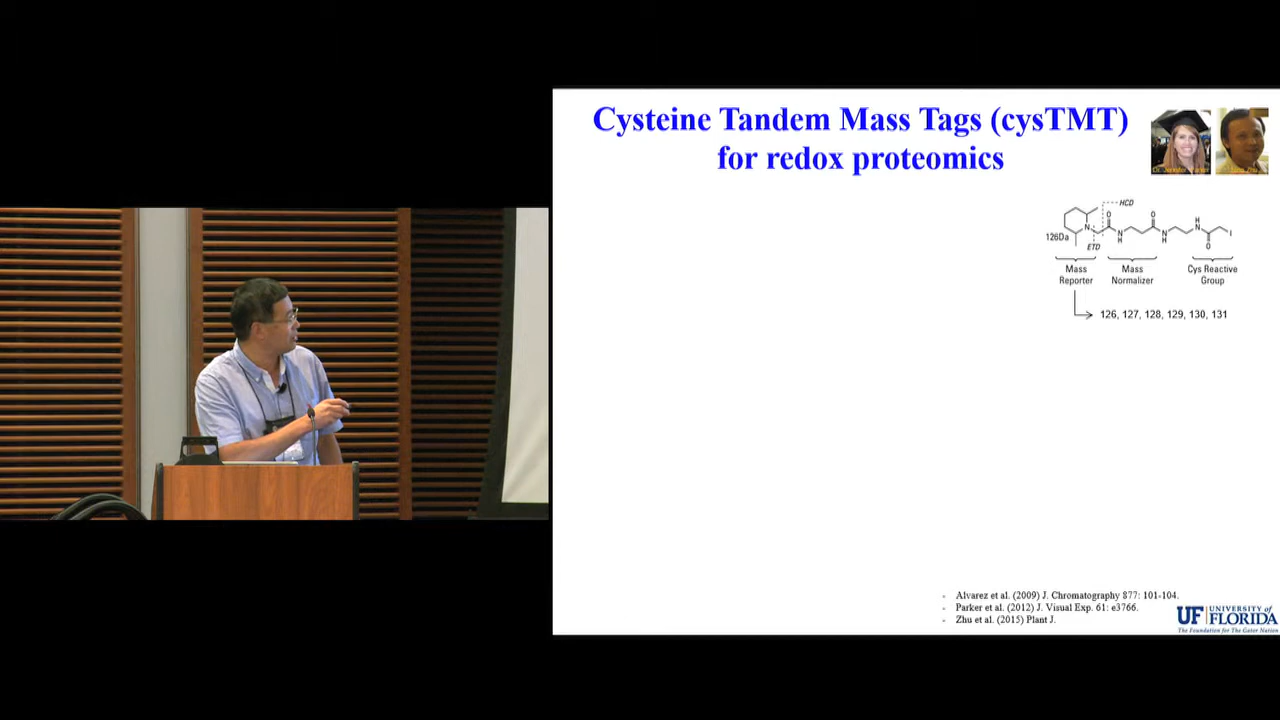 Cysteine Tandem Mass Tags (cysTMT)
for redox proteomics
HCD
O
O
H
N
N
126Da
N
H
N
H
O
I
ETD
Mass
Reporter
Mass
Normalizer
Cys Reactive
Group
126, 127, 128, 129, 130, 131
- Alvarez et al. (2009) J. Chromatography 877: 101-104.
- Parker et al. (2012) J. Visual Exp. 61: e3766.
- Zhu et al. (2015) Plant J.
UF UNIVERSITY of
FLORIDA
The Foundation for The Gator Nation